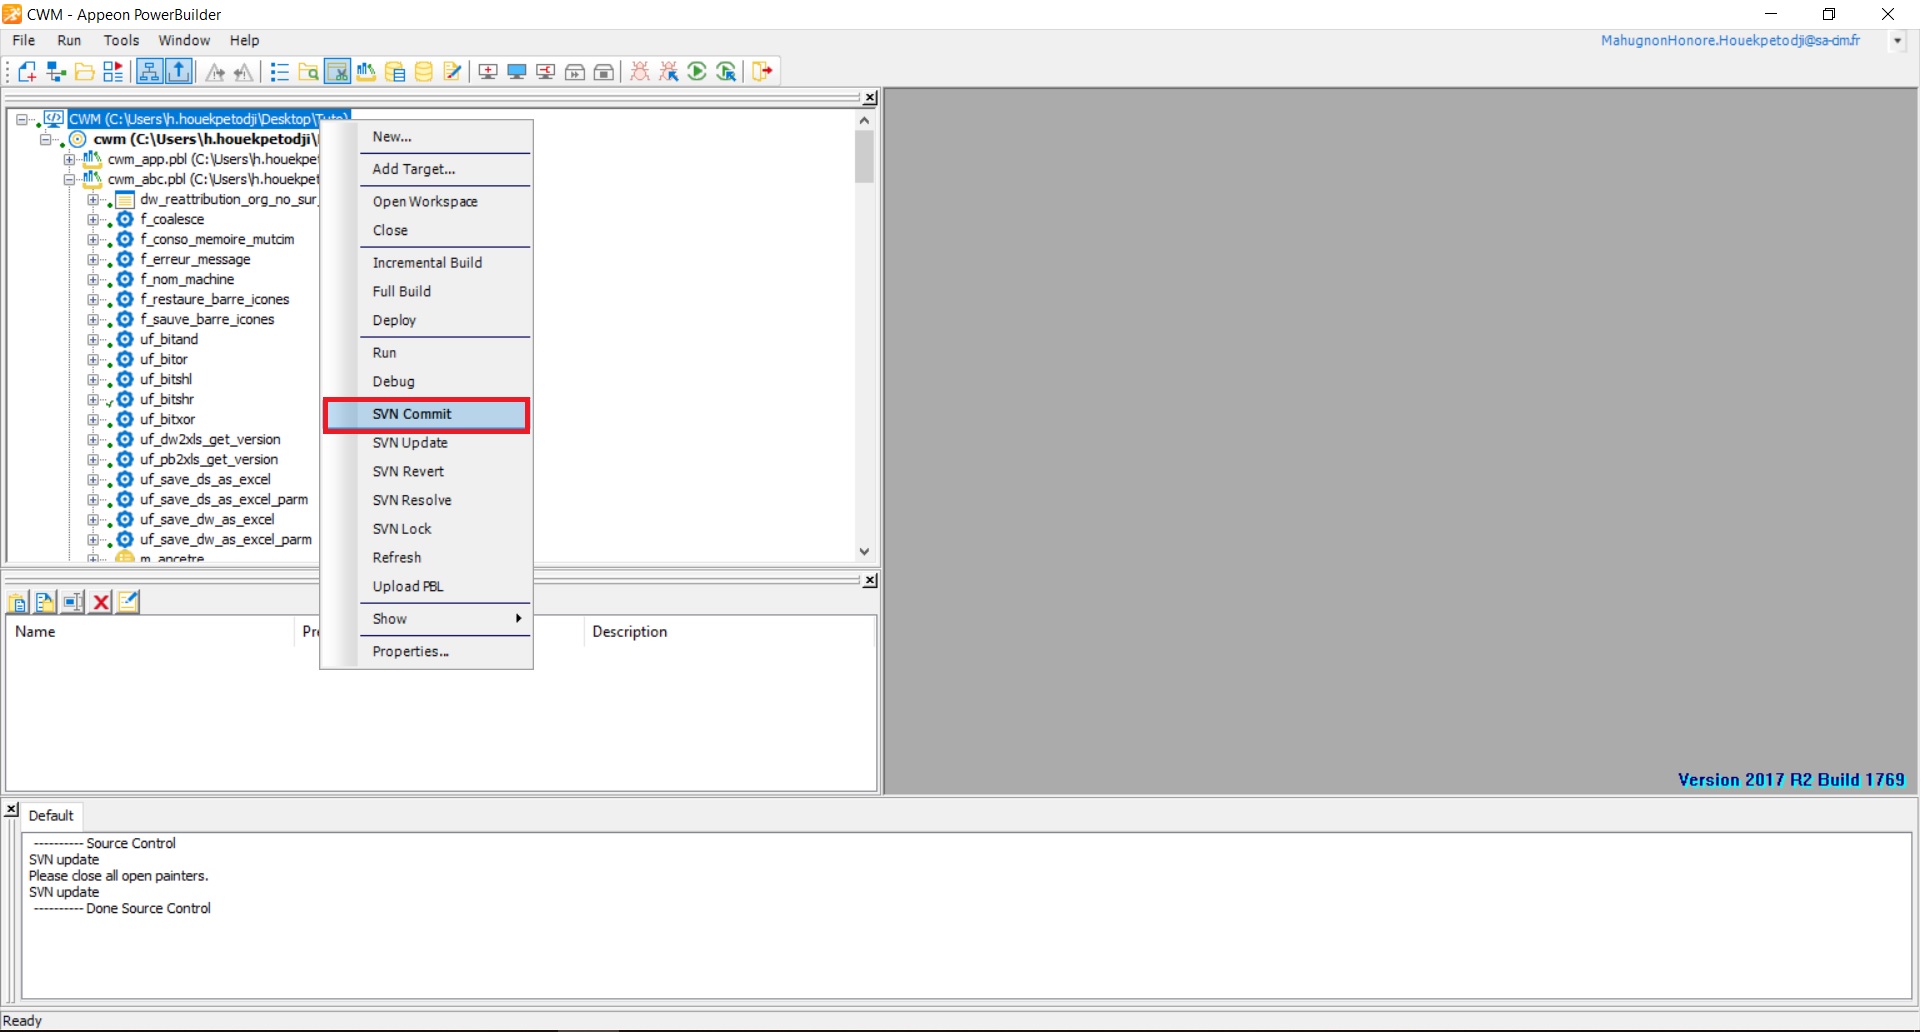 CWM - Appeon PowerBuilder
File Run Tools Window Help
MahugnonHonore.Houekpetodji@sa-cim.fr
CWM (C:\Users\h.houekpetodji\Desktop\Tuto)
cwm (C:\Users\h.houekpetodji\
cwm_app.pbl (C:\Users\h.houekpet
cwm_abc.pbl (C:\Users\h.houekpet
dw_reattribution_org_no_sur_
f_coalesce
f_conso_memoire_mutcim
f_erreur_message
f_nom_machine
f_restaure_barre_icones
f_sauve_barre_icones
uf_bitand
uf_bitor
uf_bitshl
uf_bitshr
uf_bitxor
uf_dw2xls_get_version
uf_pb2xls_get_version
uf_save_ds_as_excel
uf_save_ds_as_excel_parm
uf_save_dw_as_excel
uf_save_dw_as_excel_parm
m_ancetre
New...
Add Target...
Open Workspace
Close
Incremental Build
Full Build
Deploy
Run
Debug
SVN Commit
SVN Update
SVN Revert
SVN Resolve
SVN Lock
Refresh
Upload PBL
Show
Properties...
Name Pr Description
Version 2017 R2 Build 1769
Default
---------- Source Control
SVN update
Please close all open painters.
SVN update
---------- Done Source Control
Ready